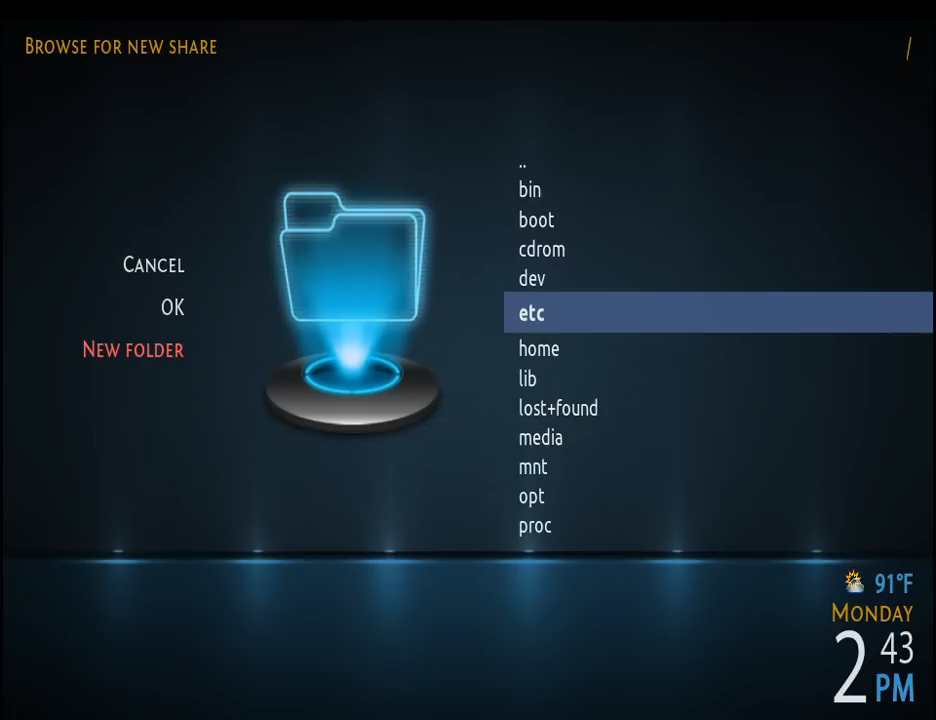 Browse for new share
/
..
bin
boot
cdrom
dev
etc
home
lib
lost+found
media
mnt
opt
proc
Cancel
OK
New folder
91°F
Monday
2 43 PM